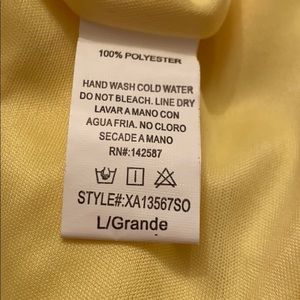 100% POLYESTER
HAND WASH COLD WATER
DO NOT BLEACH. LINE DRY
LAVAR A MANO CON
AGUA FRIA. NO CLORO
SECADE A MANO
RN#:142587
STYLE#:XA13567SO
L/Grande